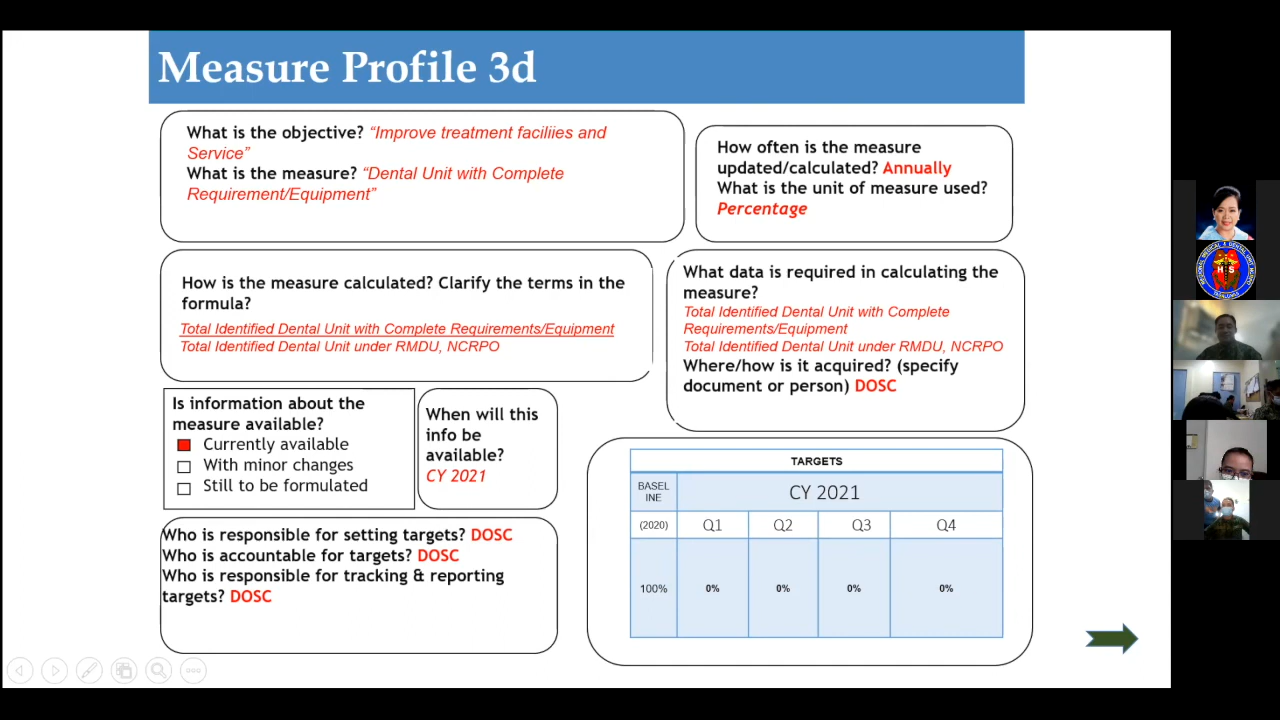 Measure Profile 3d
What is the objective? “Improve treatment faciliies and
Service”
What is the measure? “Dental Unit with Complete
Requirement/Equipment”
How often is the measure
updated/calculated? Annually
What is the unit of measure used?
Percentage
How is the measure calculated? Clarify the terms in the
formula?
Total Identified Dental Unit with Complete Requirements/Equipment
Total Identified Dental Unit under RMDU, NCRPO
What data is required in calculating the
measure?
Total Identified Dental Unit with Complete
Requirements/Equipment
Total Identified Dental Unit under RMDU, NCRPO
Where/how is it acquired? (specify
document or person) DOSC
Is information about the
measure available?
Currently available
With minor changes
Still to be formulated
When will this
info be
available?
CY 2021
Who is responsible for setting targets? DOSC
Who is accountable for targets? DOSC
Who is responsible for tracking & reporting
targets? DOSC
TARGETS
BASEL
INE
CY 2021
(2020) Q1 Q2 Q3 Q4
100% 0% 0% 0% 0%